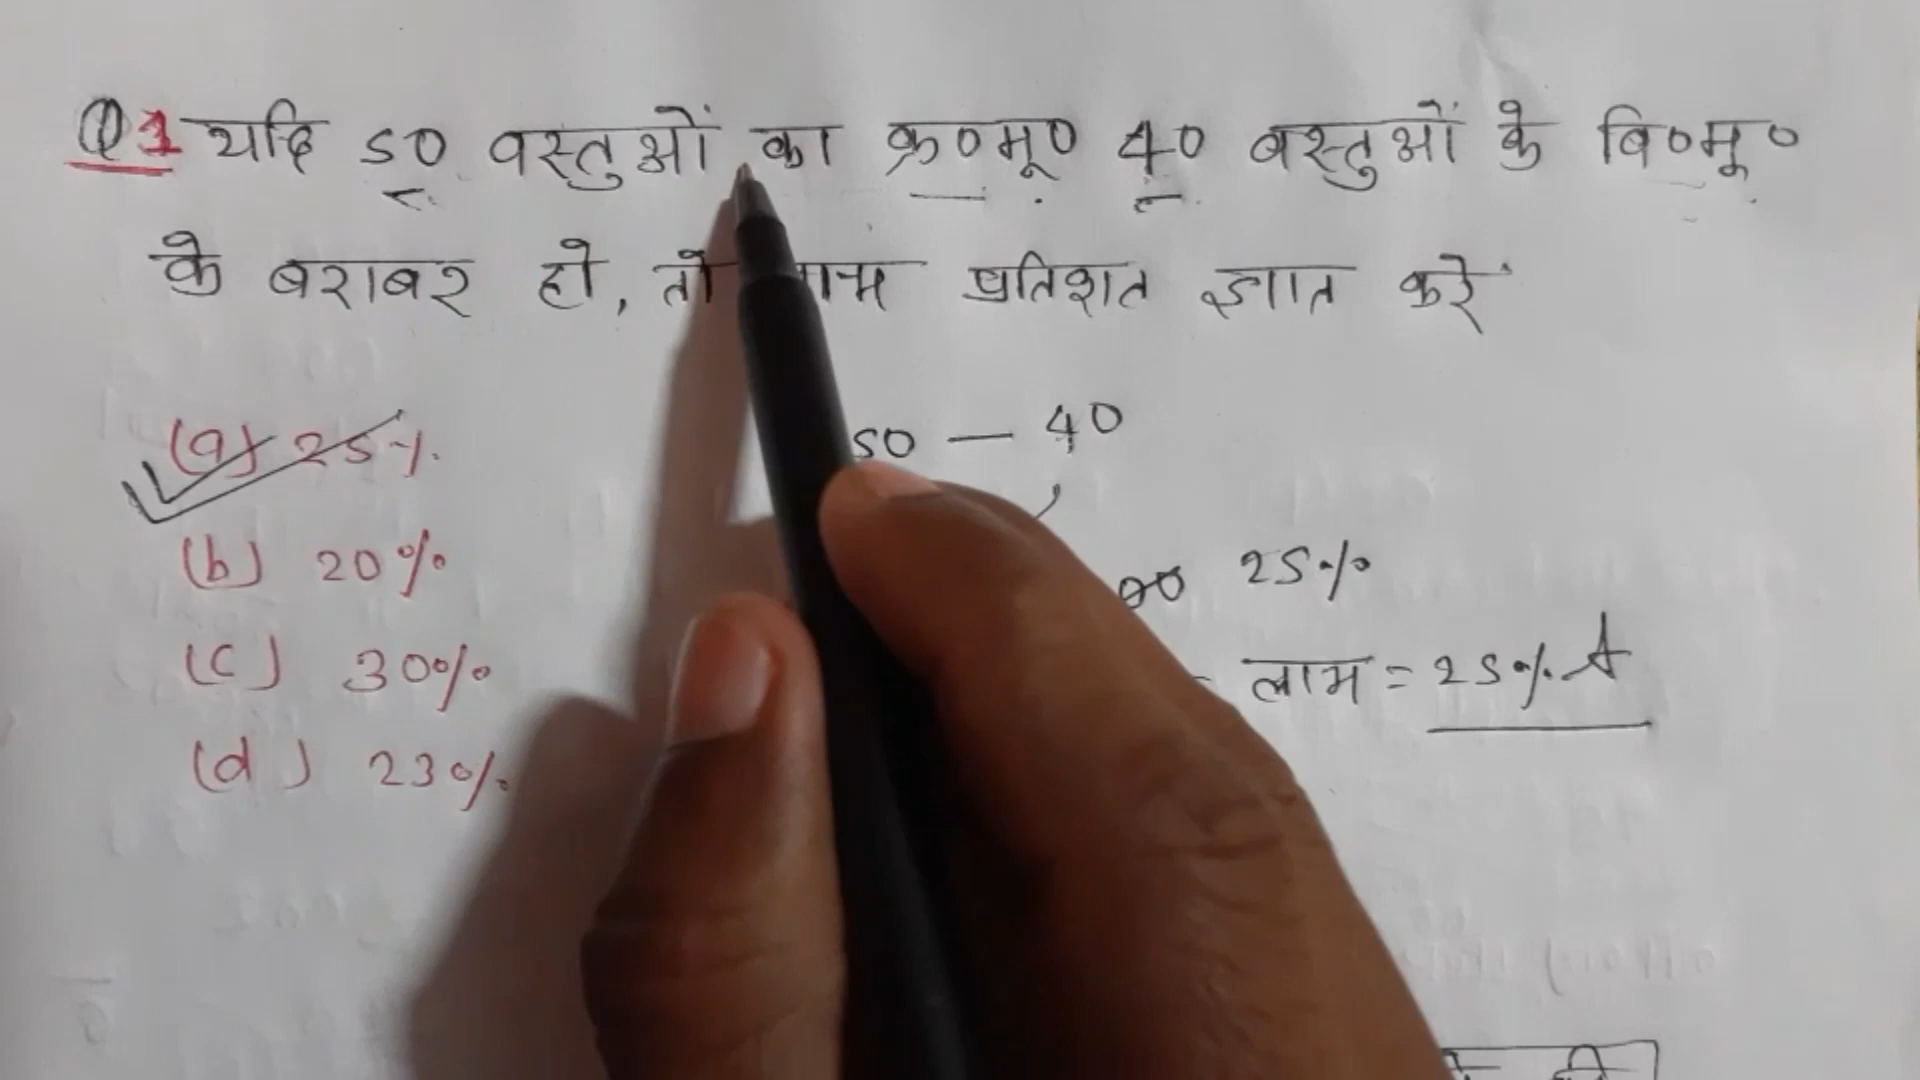 Q1 यदि 50 वस्तुओं का क्र०मू० 40 वस्तुओं के वि०मू०
के बराबर हो, तो प्रतिशत ज्ञात करें
(a) 25%
50 — 40
(b) 20%
25%
(c) 30%
लाभ = 25% A
(d) 23%